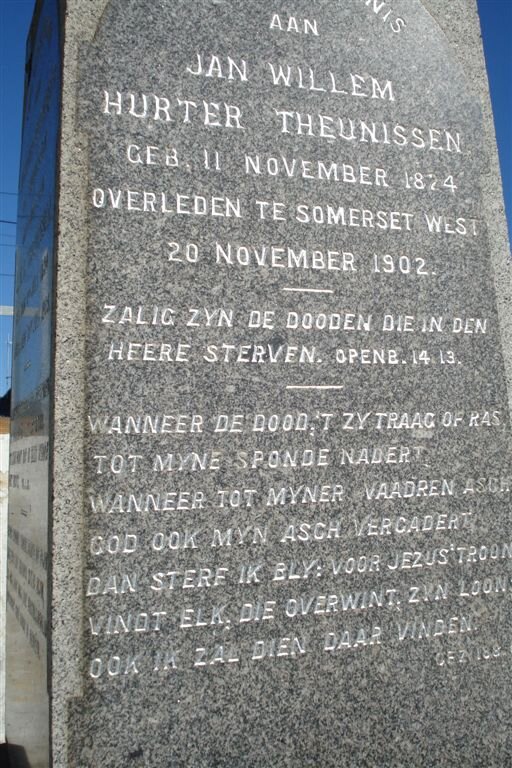 NIS
AAN
JAN WILLEM
HURTER THEUNISSEN
GEB. 11 NOVEMBER 1874
OVERLEDEN TE SOMERSET WEST
20 NOVEMBER 1902.
ZALIG ZYN DE DOODEN DIE IN DEN
HEERE STERVEN. OPENB. 14.13.
WANNEER DE DOOD, 'T ZY TRAAG OF RAS,
TOT MYNE SPONDE NADERT,
WANNEER TOT MYNER VAADREN ASCH
GOD OOK MYN ASCH VERGADERT,
DAN STERF IK BLY: VOOR JEZUS' TROON
VINDT ELK, DIE OVERWINT, ZYN LOON,
OOK IK ZAL DIEN DAAR VINDEN.
GEZ